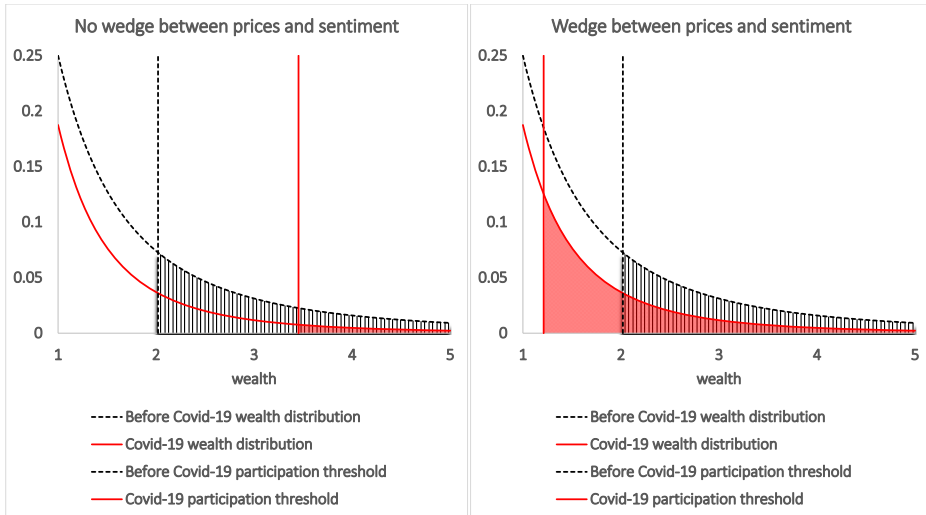 No wedge between prices and sentiment
0.25
0.2
0.15
0.1
0.05
0
1 2 3 4 5
wealth
Before Covid-19 wealth distribution
Covid-19 wealth distribution
Before Covid-19 participation threshold
Covid-19 participation threshold
Wedge between prices and sentiment
0.25
0.2
0.15
0.1
0.05
0
1 2 3 4 5
wealth
Before Covid-19 wealth distribution
Covid-19 wealth distribution
Before Covid-19 participation threshold
Covid-19 participation threshold